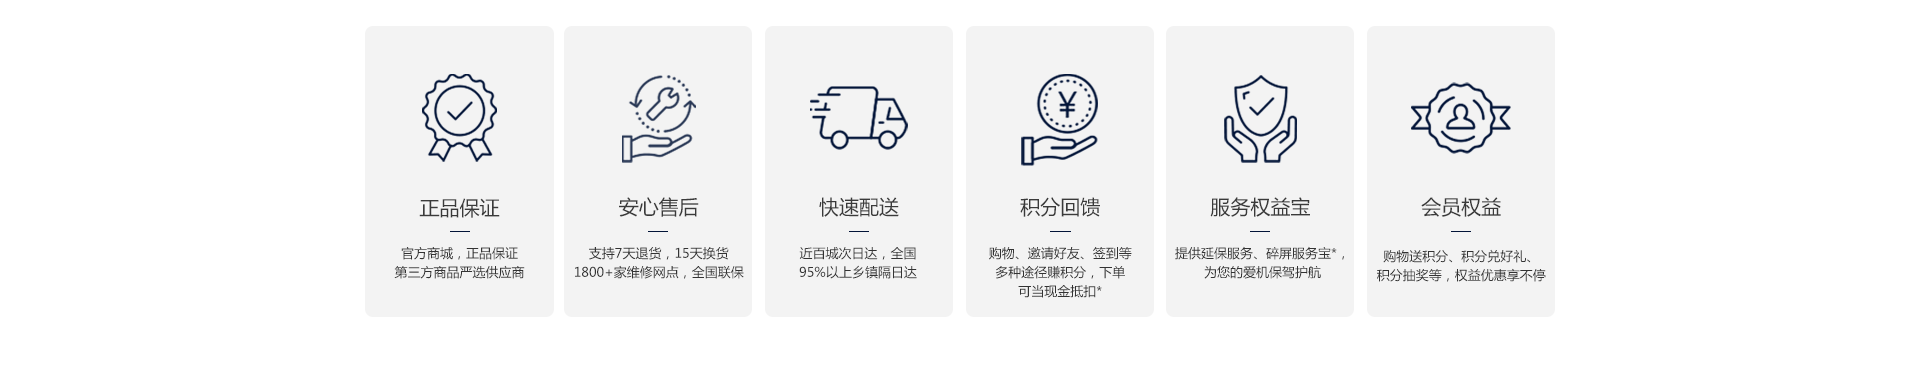 正品保证
官方商城，正品保证
第三方商品严选供应商
安心售后
支持7天退货，15天换货
1800+家维修网点，全国联保
快速配送
近百城次日达，全国
95%以上乡镇隔日达
¥
积分回馈
购物、邀请好友、签到等
多种途径赚积分，下单
可当现金抵扣*
服务权益宝
提供延保服务、碎屏服务宝*，
为您的爱机保驾护航
会员权益
购物送积分、积分兑好礼、
积分抽奖等，权益优惠享不停